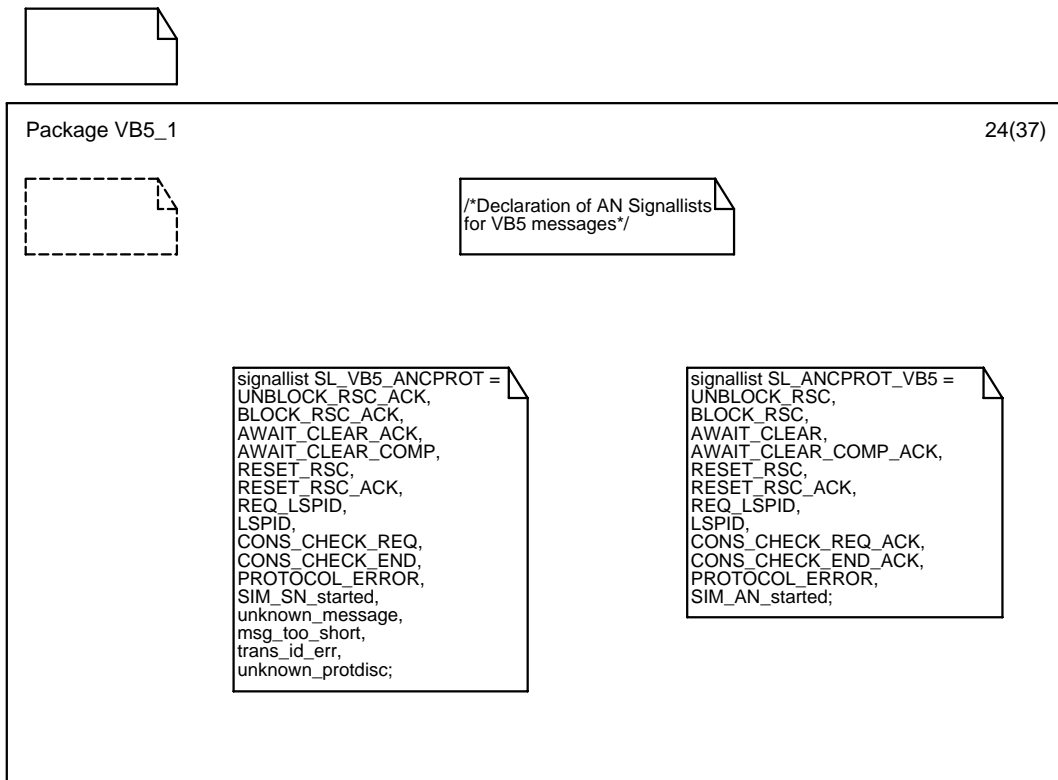 Package VB5_1
24(37)
/*Declaration of AN Signallists
for VB5 messages*/
signallist SL_VB5_ANCPROT =
UNBLOCK_RSC_ACK,
BLOCK_RSC_ACK,
AWAIT_CLEAR_ACK,
AWAIT_CLEAR_COMP,
RESET_RSC,
RESET_RSC_ACK,
REQ_LSPID,
LSPID,
CONS_CHECK_REQ,
CONS_CHECK_END,
PROTOCOL_ERROR,
SIM_SN_started,
unknown_message,
msg_too_short,
trans_id_err,
unknown_protdisc;
signallist SL_ANCPROT_VB5 =
UNBLOCK_RSC,
BLOCK_RSC,
AWAIT_CLEAR,
AWAIT_CLEAR_COMP_ACK,
RESET_RSC,
RESET_RSC_ACK,
REQ_LSPID,
LSPID,
CONS_CHECK_REQ_ACK,
CONS_CHECK_END_ACK,
PROTOCOL_ERROR,
SIM_AN_started;